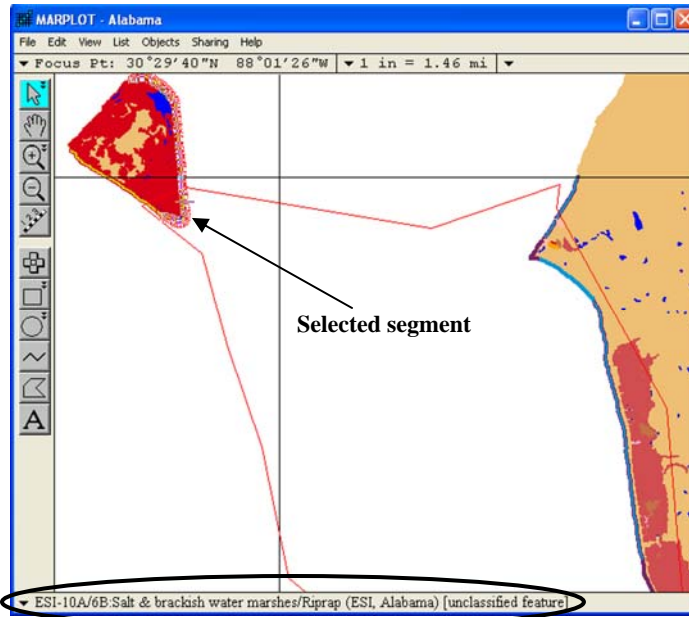 MARPLOT - Alabama
File Edit View List Objects Sharing Help
Focus Pt: 30°29'40"N 88°01'26"W 1 in = 1.46 mi
Selected segment
A
ESI-10A/6B:Salt & brackish water marshes/Riprap (ESI, Alabama) [unclassified feature]